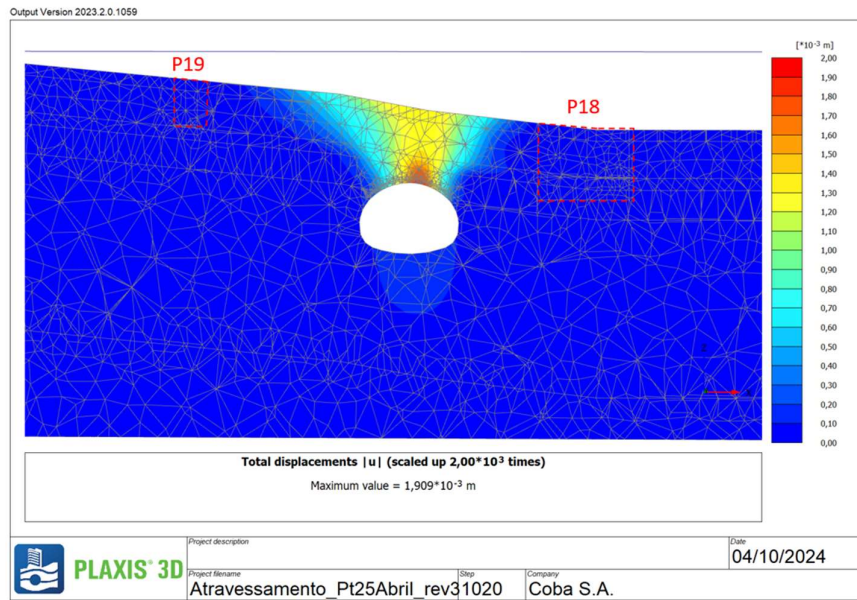 Output Version 2023.2.0.1059
[*10⁻³ m]
P19
P18
2,00
1,90
1,80
1,70
1,60
1,50
1,40
1,30
1,20
1,10
1,00
0,90
0,80
0,70
0,60
0,50
0,40
0,30
0,20
0,10
0,00
Total displacements |u| (scaled up 2,00*10³ times)
Maximum value = 1,909*10⁻³ m
PLAXIS® 3D
Project description
Date
04/10/2024
Project filename
Step
Company
Atravessamento_Pt25Abril_rev31020
Coba S.A.